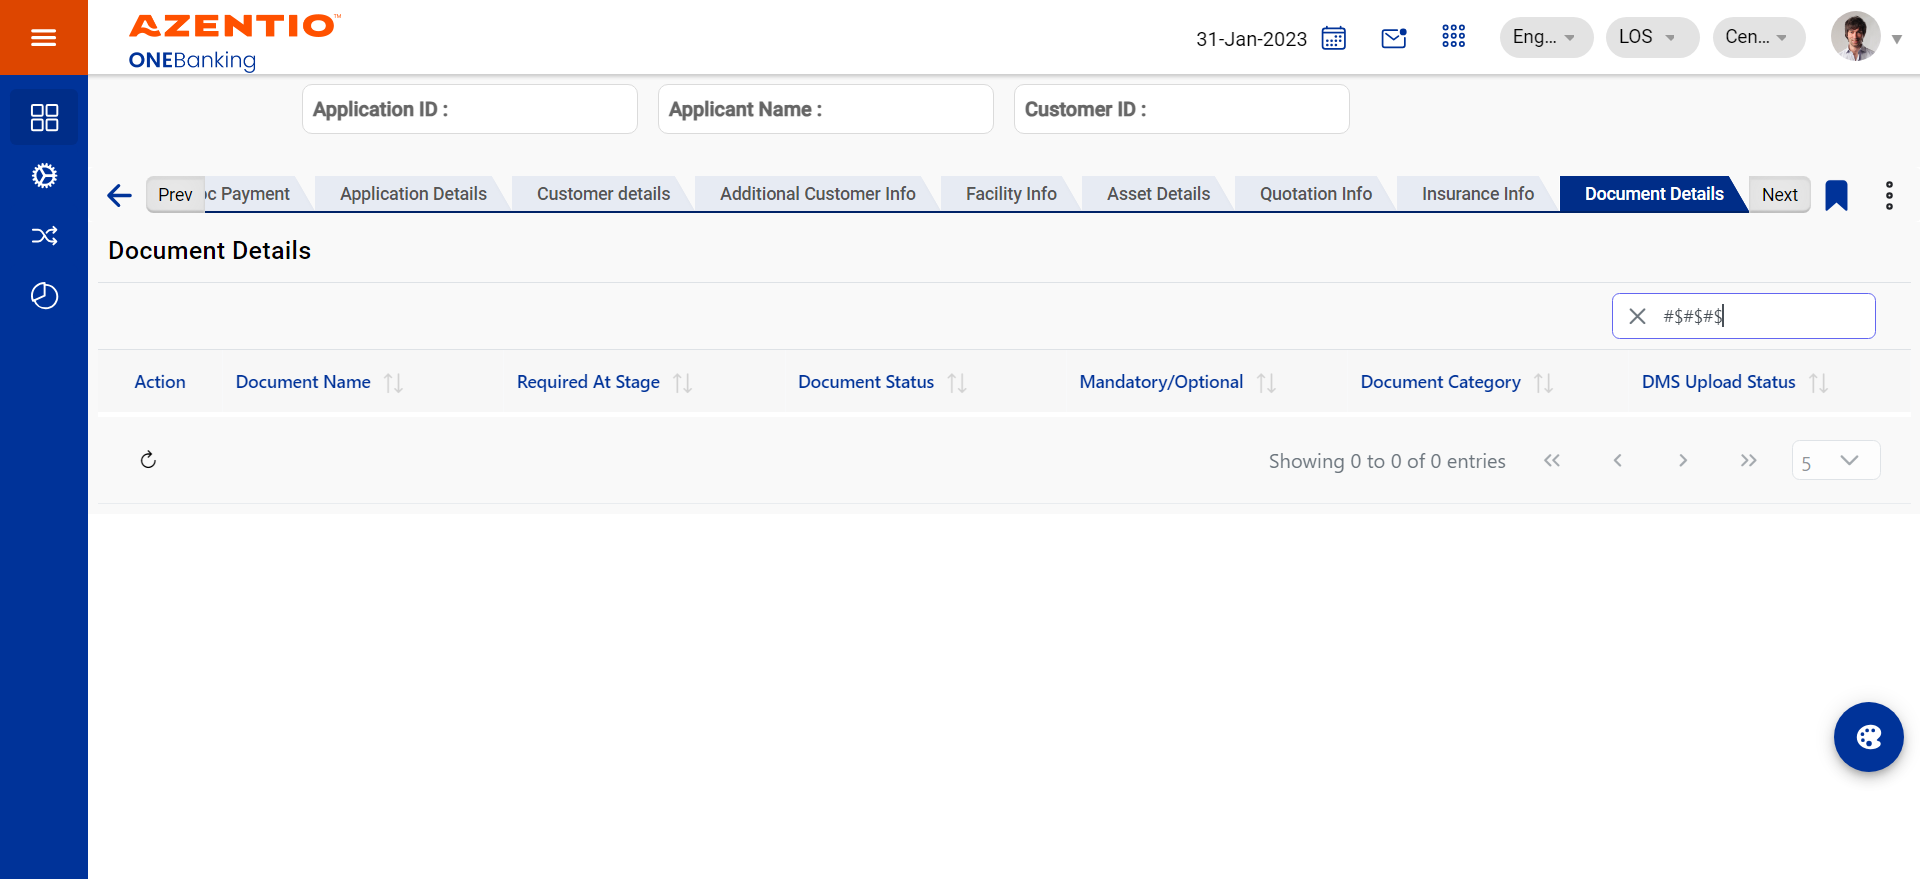 AZENTIO™
ONEBanking
31-Jan-2023
Eng...
LOS
Cen...
Application ID :
Applicant Name :
Customer ID :
Prev
Payment
Application Details
Customer details
Additional Customer Info
Facility Info
Asset Details
Quotation Info
Insurance Info
Document Details
Next
Document Details
#$#$#$
Action
Document Name
Required At Stage
Document Status
Mandatory/Optional
Document Category
DMS Upload Status
Showing 0 to 0 of 0 entries
5